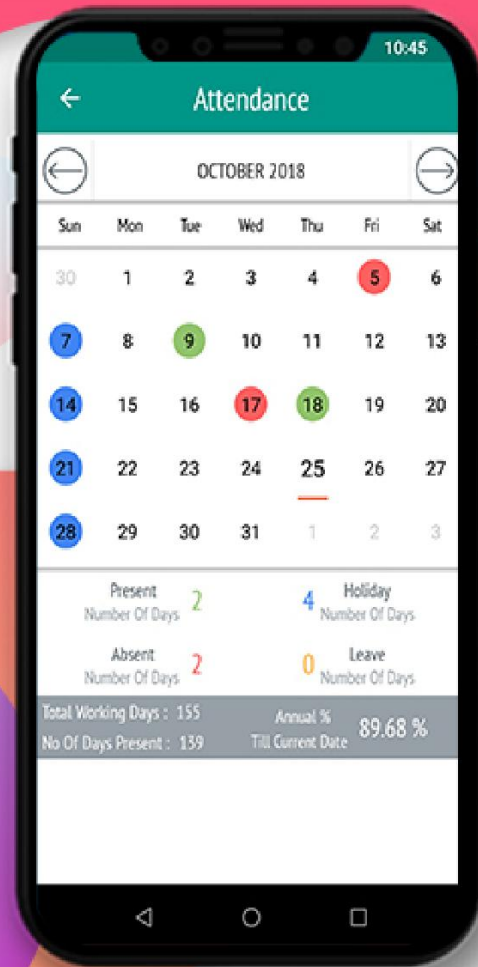 10:45
Attendance
OCTOBER 2018
Sun Mon Tue Wed Thu Fri Sat
30 1 2 3 4 5 6
7 8 9 10 11 12 13
14 15 16 17 18 19 20
21 22 23 24 25 26 27
28 29 30 31 1 2 3
Present
Number Of Days 2
4 Holiday
Number Of Days
Absent
Number Of Days 2
0 Leave
Number Of Days
Total Working Days : 155
No Of Days Present : 139
Annual %
Till Current Date 89.68 %